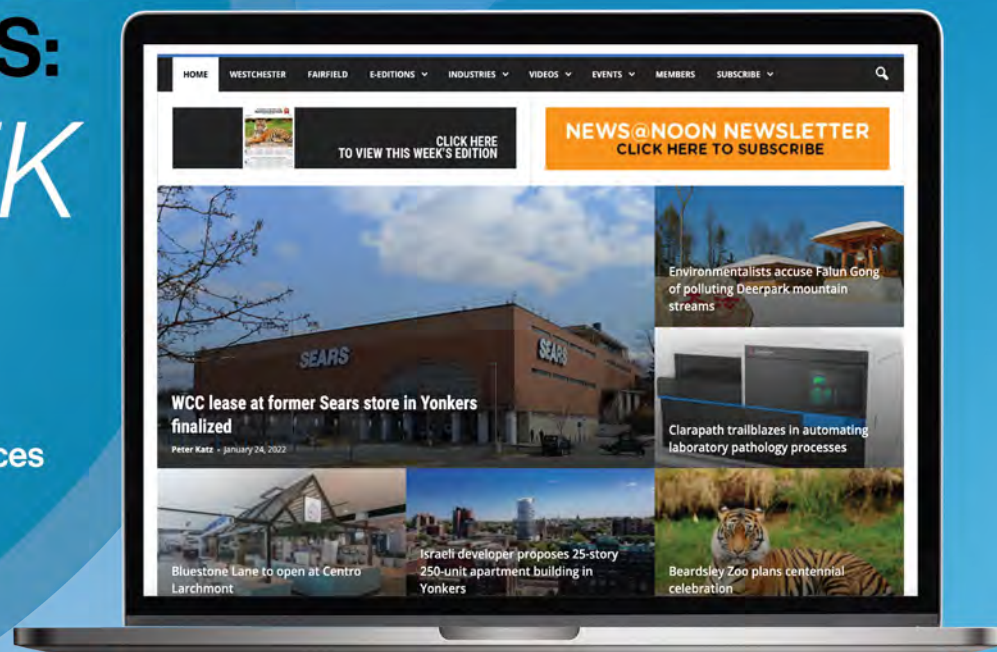 S:
K
ces
HOME WESTCHESTER FAIRFIELD E-EDITIONS INDUSTRIES VIDEOS EVENTS MEMBERS SUBSCRIBE
CLICK HERE
TO VIEW THIS WEEK'S EDITION
NEWS@NOON NEWSLETTER
CLICK HERE TO SUBSCRIBE
SEARS
SEARS
WCC lease at former Sears store in Yonkers
finalized
Peter Katz - January 24, 2022
Environmentalists accuse Falun Gong
of polluting Deerpark mountain
streams
Clarapath trailblazes in automating
laboratory pathology processes
Bluestone Lane to open at Centro
Larchmont
Israeli developer proposes 25-story
250-unit apartment building in
Yonkers
Beardsley Zoo plans centennial
celebration